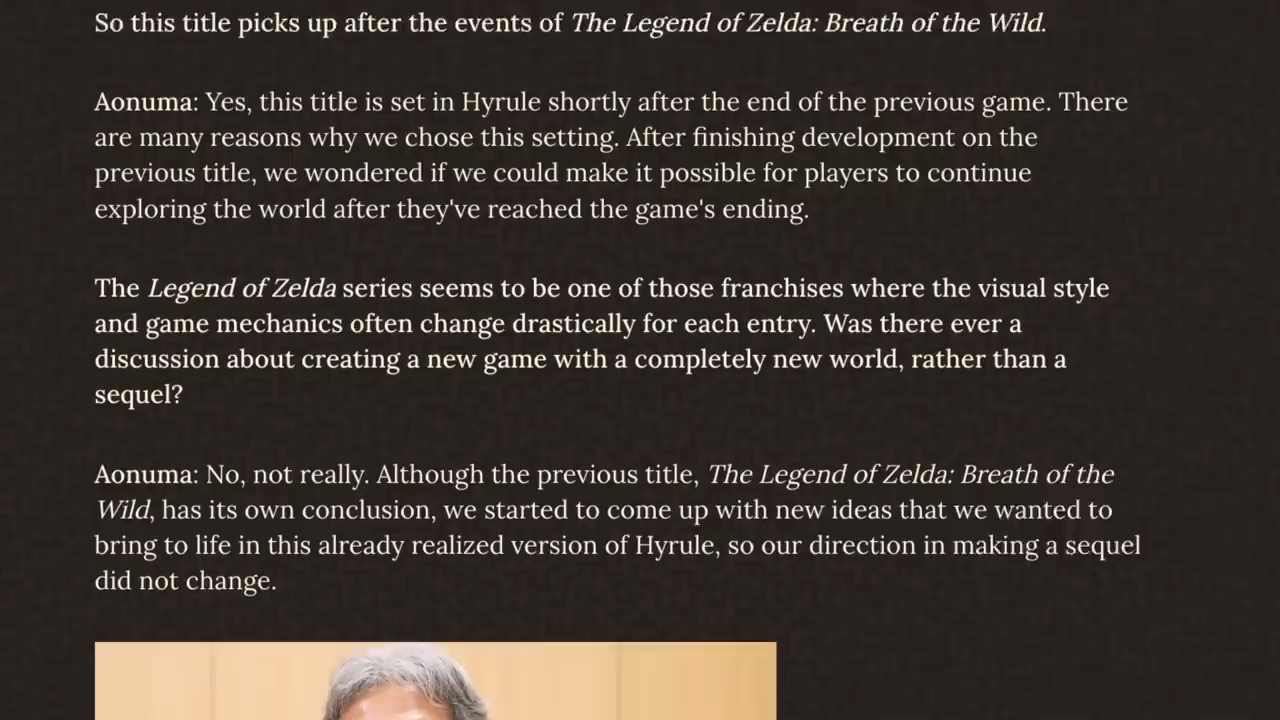 So this title picks up after the events of The Legend of Zelda: Breath of the Wild.
Aonuma: Yes, this title is set in Hyrule shortly after the end of the previous game. There
are many reasons why we chose this setting. After finishing development on the
previous title, we wondered if we could make it possible for players to continue
exploring the world after they've reached the game's ending.
The Legend of Zelda series seems to be one of those franchises where the visual style
and game mechanics often change drastically for each entry. Was there ever a
discussion about creating a new game with a completely new world, rather than a
sequel?
Aonuma: No, not really. Although the previous title, The Legend of Zelda: Breath of the
Wild, has its own conclusion, we started to come up with new ideas that we wanted to
bring to life in this already realized version of Hyrule, so our direction in making a sequel
did not change.